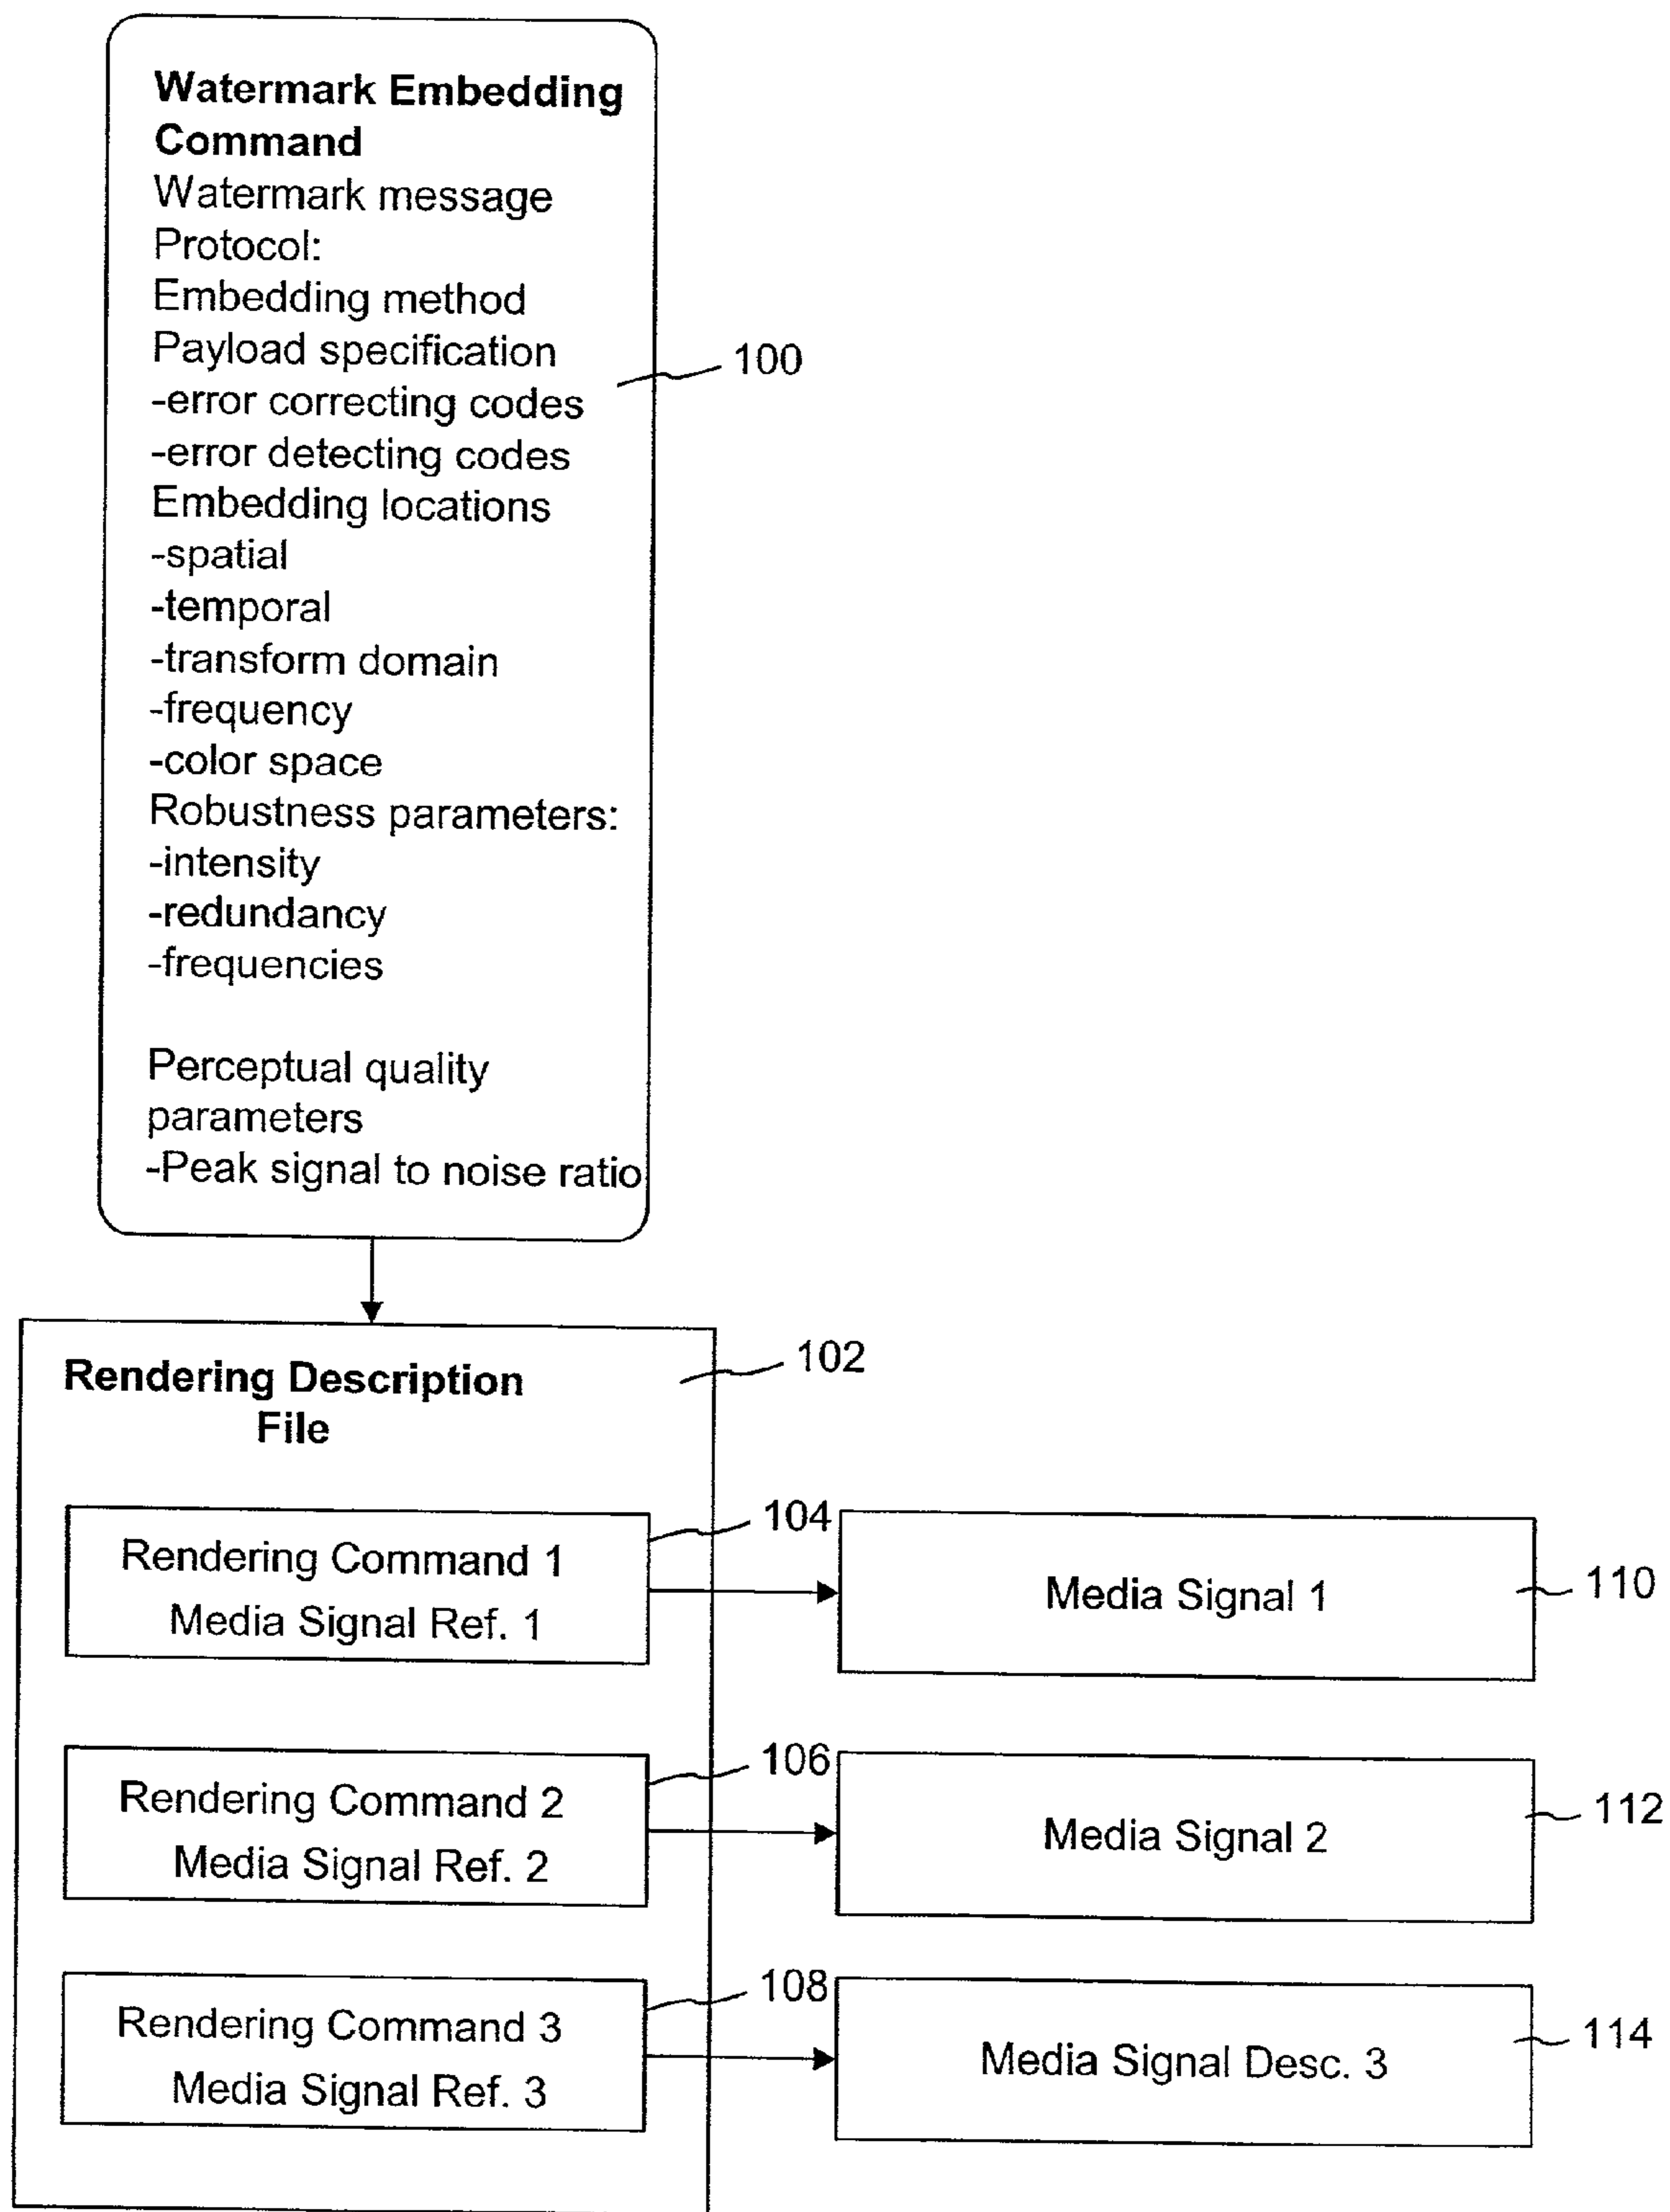 Watermark Embedding
Command
Watermark message
Protocol:
Embedding method
Payload specification
-error correcting codes
-error detecting codes
Embedding locations
-spatial
-temporal
-transform domain
-frequency
-color space
Robustness parameters:
-intensity
-redundancy
-frequencies
Perceptual quality
parameters
-Peak signal to noise ratio
100
Rendering Description
File
102
Rendering Command 1
Media Signal Ref. 1
104
Media Signal 1
110
Rendering Command 2
Media Signal Ref. 2
106
Media Signal 2
112
Rendering Command 3
Media Signal Ref. 3
108
Media Signal Desc. 3
114